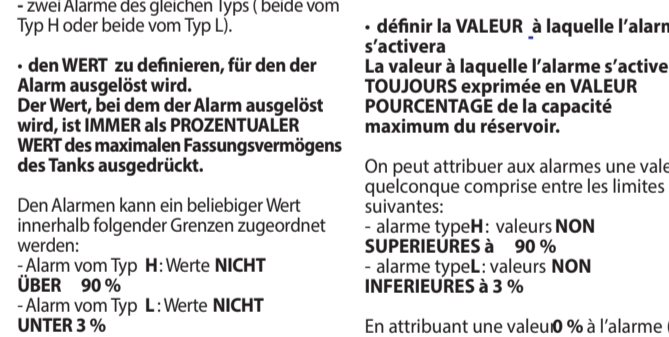 - zwei Alarme des gleichen Typs ( beide vom
Typ H oder beide vom Typ L).
• den WERT zu definieren, für den der
Alarm ausgelöst wird.
Der Wert, bei dem der Alarm ausgelöst
wird, ist IMMER als PROZENTUALER
WERT des maximalen Fassungsvermögens
des Tanks ausgedrückt.
Den Alarmen kann ein beliebiger Wert
innerhalb folgender Grenzen zugeordnet
werden:
- Alarm vom Typ H: Werte NICHT
ÜBER 90 %
- Alarm vom Typ L: Werte NICHT
UNTER 3 %
• définir la VALEUR à laquelle l'alarm
s'activera
La valeur à laquelle l'alarme s'active
TOUJOURS exprimée en VALEUR
POURCENTAGE de la capacité
maximum du réservoir.
On peut attribuer aux alarmes une vale
quelconque comprise entre les limites
suivantes:
- alarme typeH: valeurs NON
SUPERIEURES à 90 %
- alarme typeL: valeurs NON
INFERIEURES à 3 %
En attribuant une valeur0 % à l'alarme (